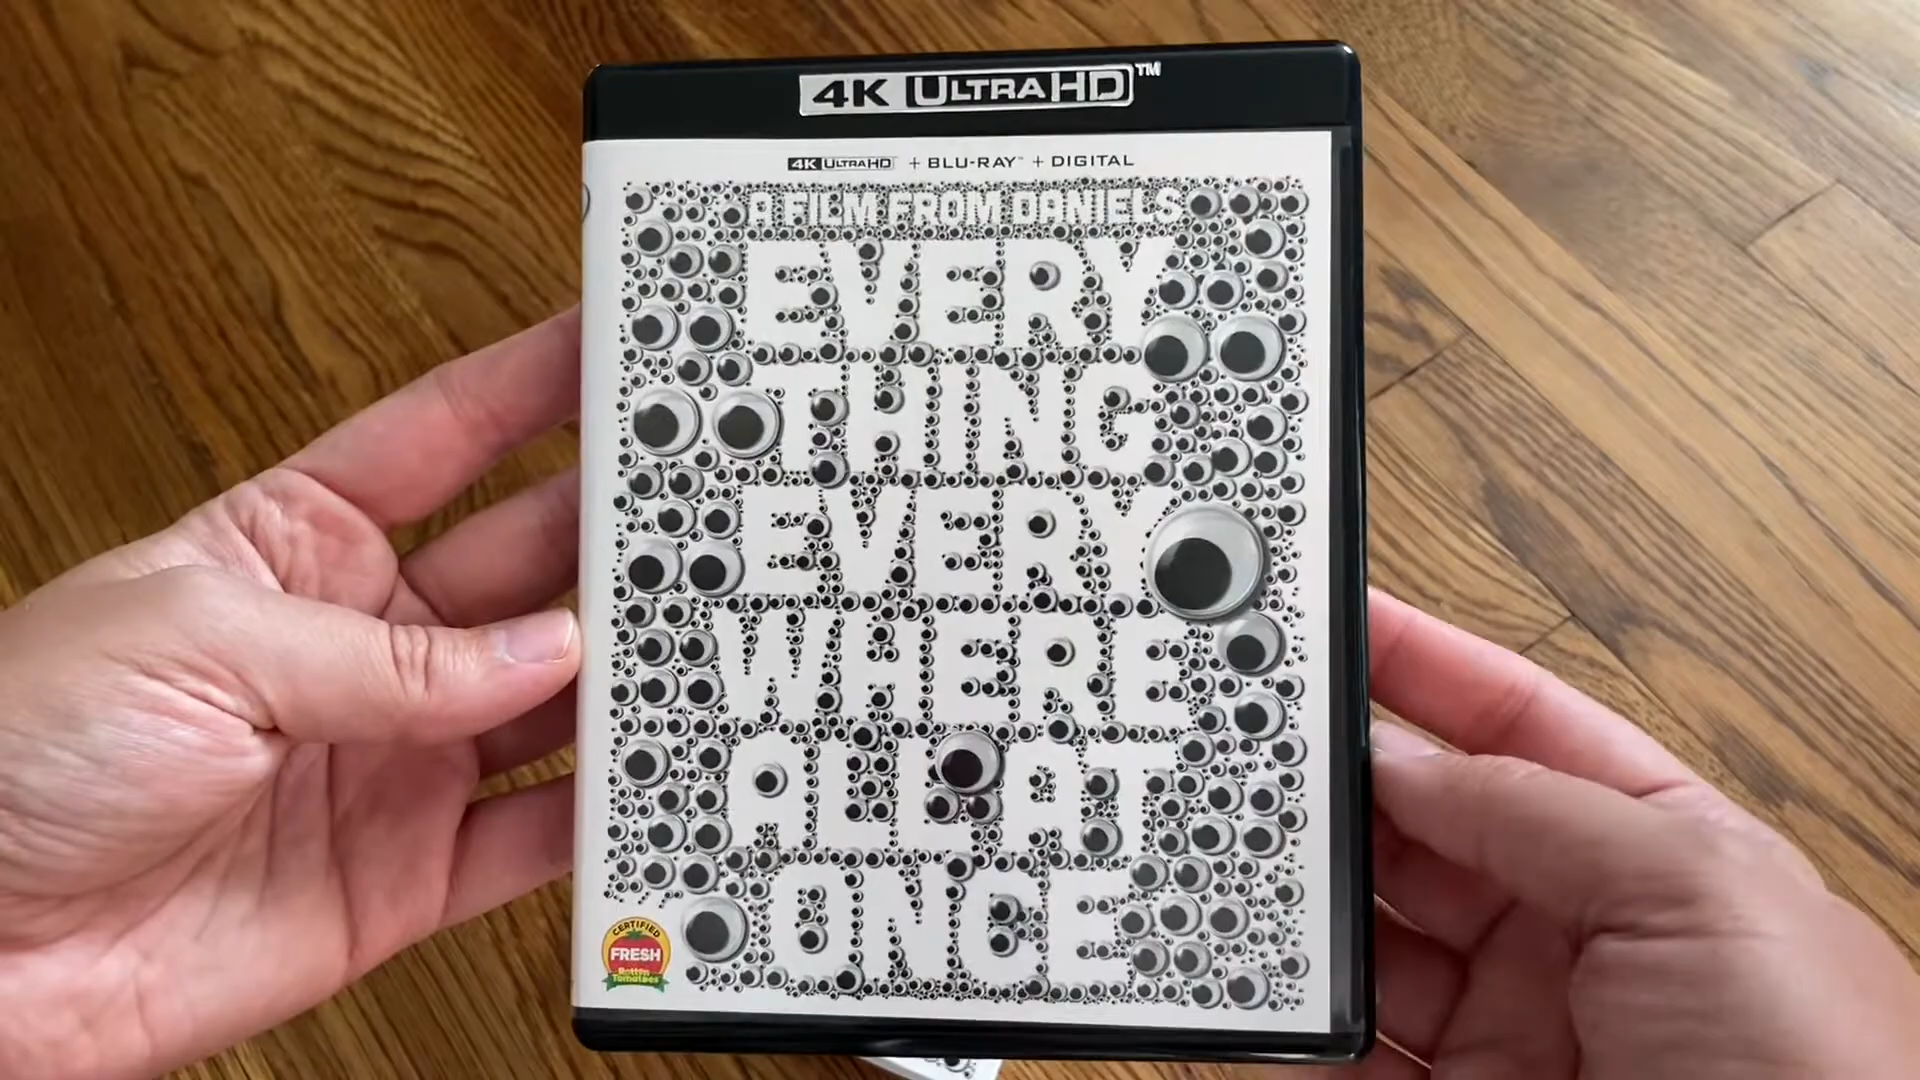 4K ULTRA HD™
4K ULTRA HD + BLU-RAY™ + DIGITAL
A FILM FROM DANIELS
EVERY
THING
EVERY
WHERE
ALL AT
ONCE
CERTIFIED
FRESH
Rotten
Tomatoes